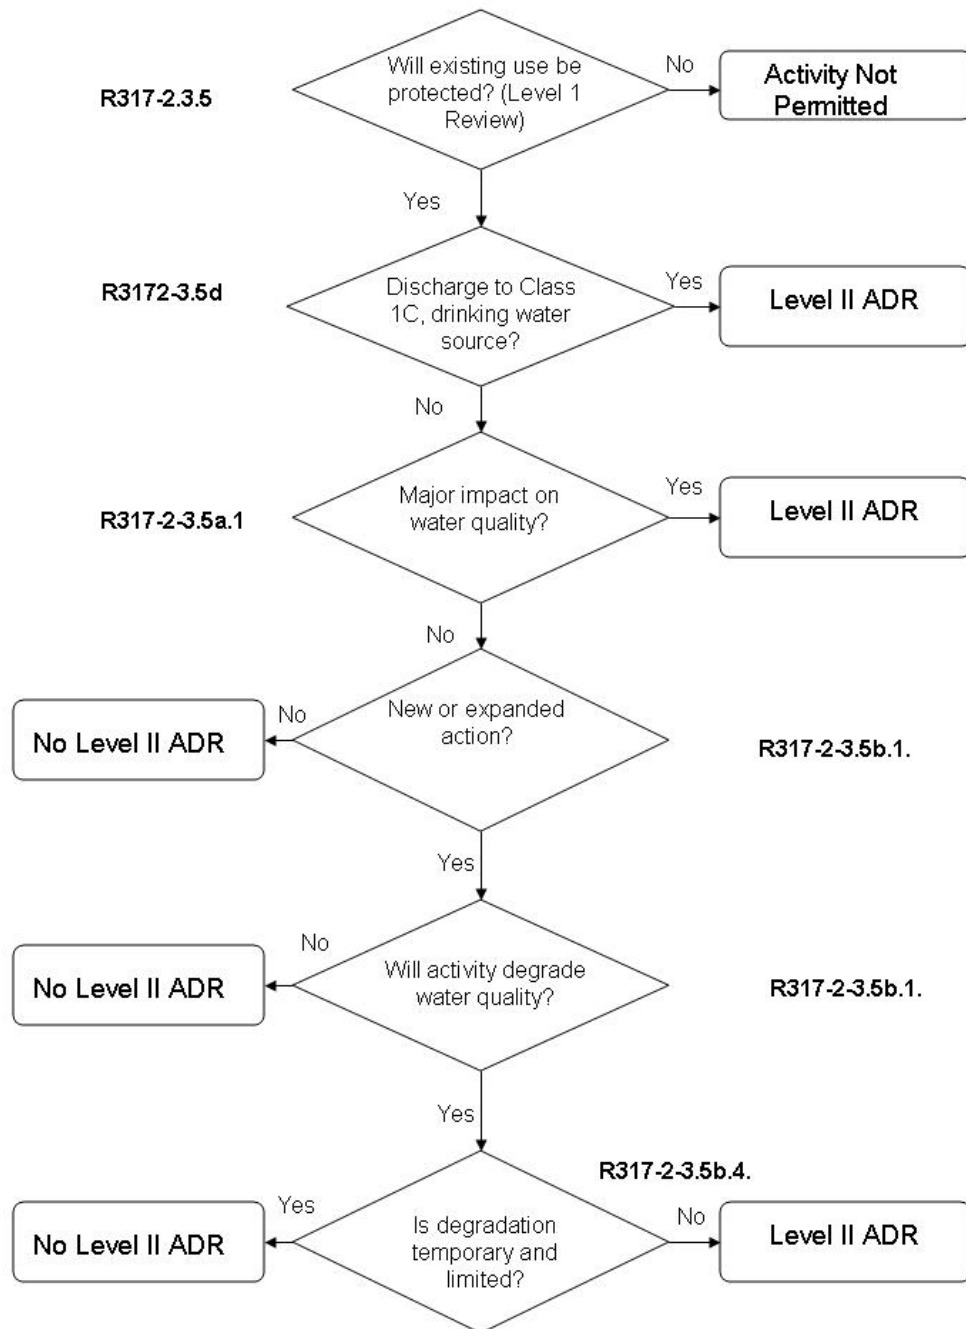 Will existing use be
protected? (Level 1
Review)
No
Activity Not
Permitted
R317-2.3.5
Yes
R3172-3.5d
Discharge to Class
1C, drinking water
source?
Yes
Level II ADR
No
R317-2-3.5a.1
Major impact on
water quality?
Yes
Level II ADR
No
No Level II ADR
No
New or expanded
action?
R317-2-3.5b.1.
Yes
No Level II ADR
No
Will activity degrade
water quality?
R317-2-3.5b.1.
Yes
R317-2-3.5b.4.
No Level II ADR
Yes
Is degradation
temporary and
limited?
No
Level II ADR